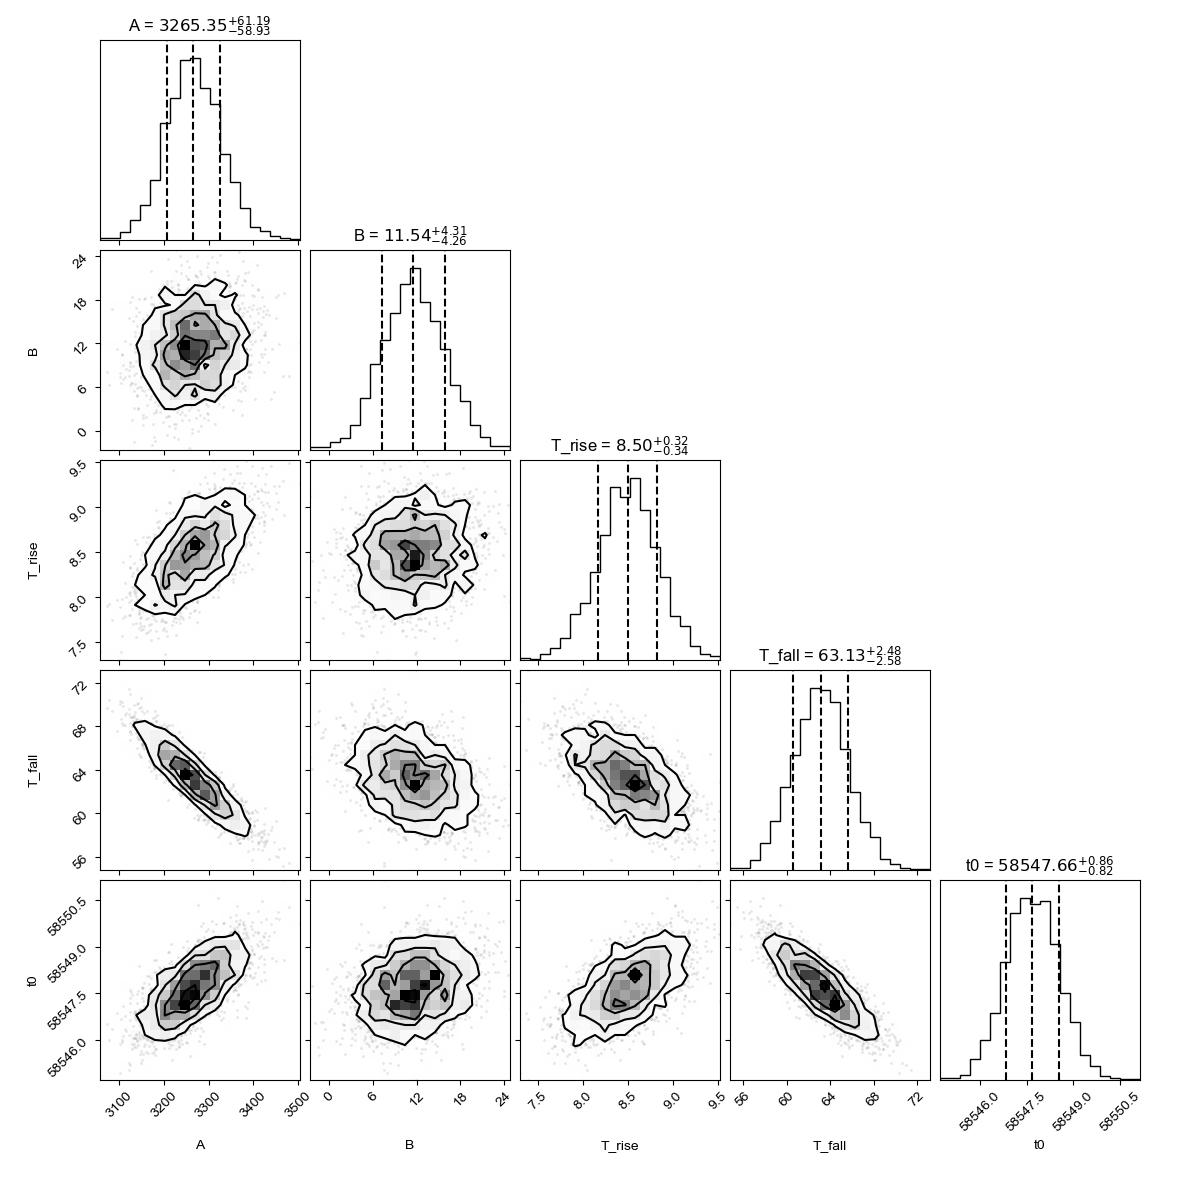 A = 3265.35+61.19−58.93
B = 11.54+4.31−4.26
24
18
12
6
0
B
T_rise = 8.50+0.32−0.34
9.5
9.0
8.5
8.0
7.5
T_rise
T_fall = 63.13+2.48−2.58
72
68
64
60
56
T_fall
t0 = 58547.66+0.86−0.82
58550.5
58549.0
58547.5
58546.0
t0
3100 3200 3300 3400 3500 0 6 12 18 24 7.5 8.0 8.5 9.0 9.5 56 60 64 68 72 58546.0 58547.5 58549.0 58550.5
A B T_rise T_fall t0